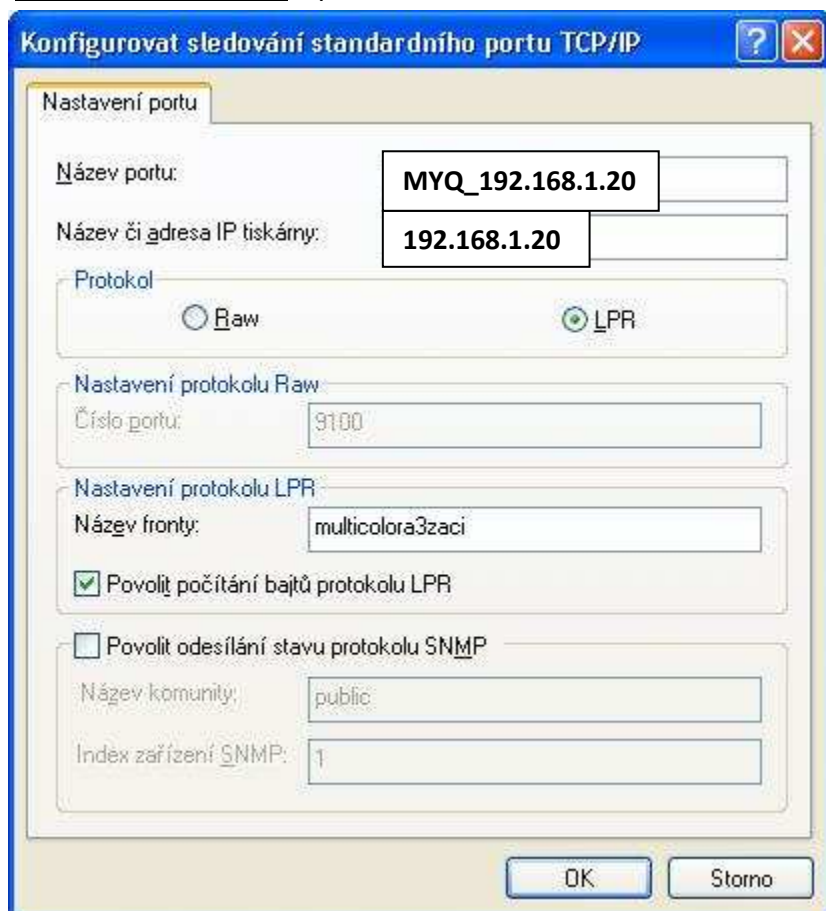 Konfigurovat sledování standardního portu TCP/IP
Nastavení portu
Název portu: MYQ_192.168.1.20
Název či adresa IP tiskárny: 192.168.1.20
Protokol
Raw LPR
Nastavení protokolu Raw
Číslo portu: 9100
Nastavení protokolu LPR
Název fronty: multicolora3zaci
Povolit počítání bajtů protokolu LPR
Povolit odesílání stavu protokolu SNMP
Název komunity: public
Index zařízení SNMP: 1
OK Storno